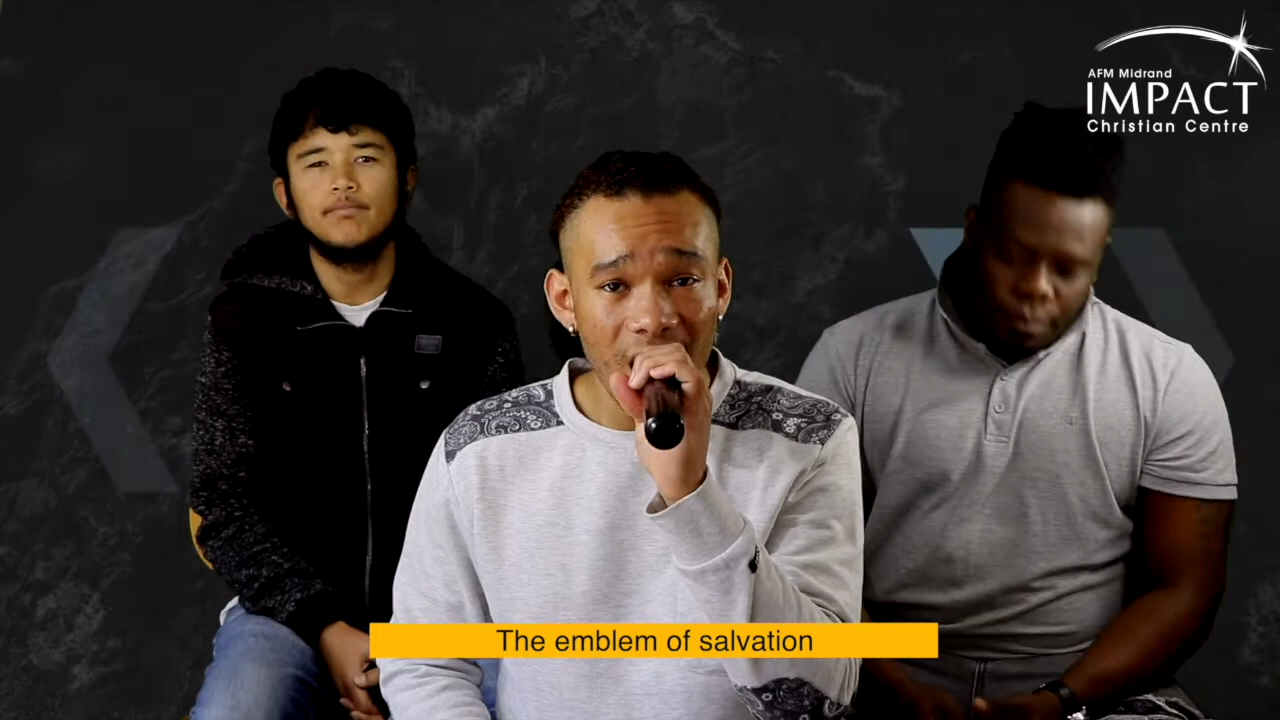 AFM Midrand
IMPACT
Christian Centre
The emblem of salvation